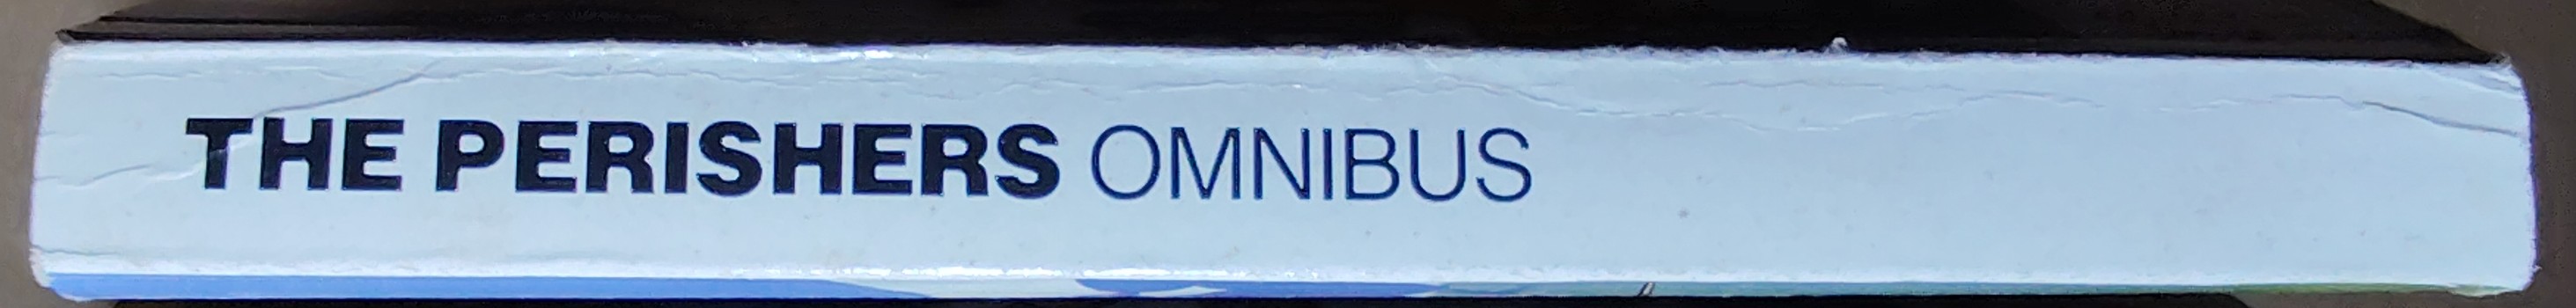 THE PERISHERS OMNIBUS